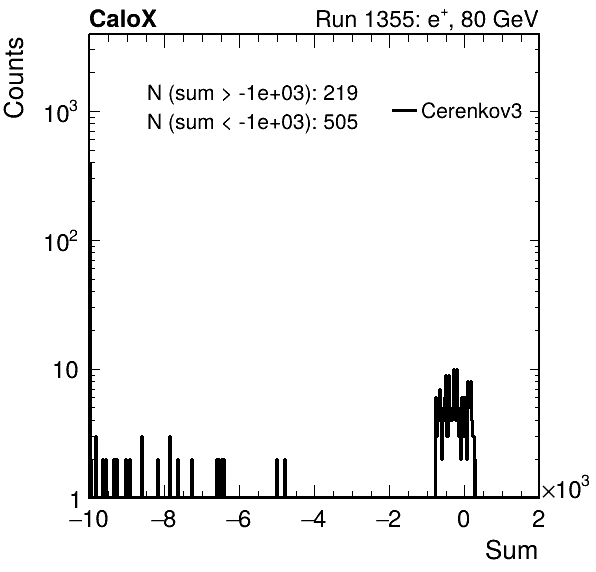 CaloX Run 1355: e⁺, 80 GeV
Counts
N (sum > -1e+03): 219
N (sum < -1e+03): 505
Cerenkov3
10³
10²
10
1
−10 −8 −6 −4 −2 0 2
×10³
Sum